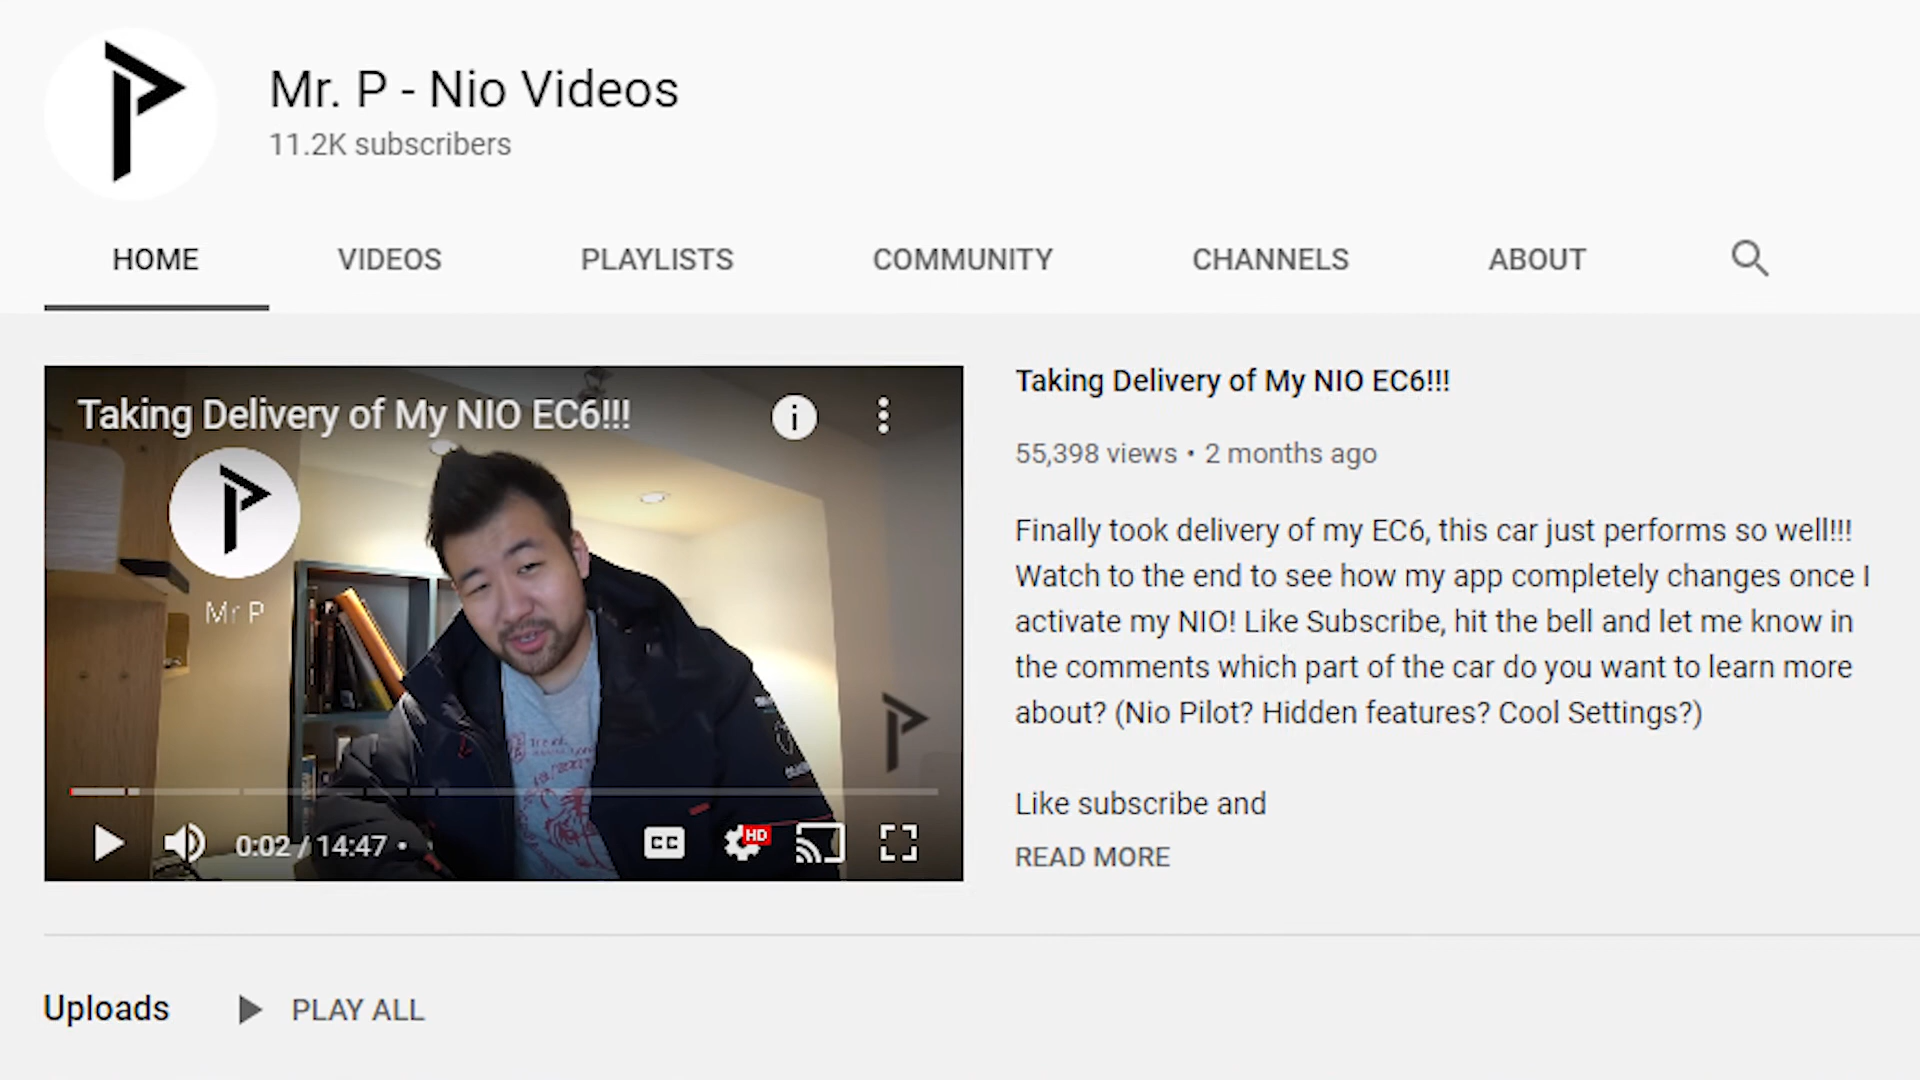 Mr. P - Nio Videos
11.2K subscribers
HOME VIDEOS PLAYLISTS COMMUNITY CHANNELS ABOUT
Taking Delivery of My NIO EC6!!!
Mr P
CC HD
0:02 / 14:47 •
Taking Delivery of My NIO EC6!!!
55,398 views • 2 months ago
Finally took delivery of my EC6, this car just performs so well!!!
Watch to the end to see how my app completely changes once I
activate my NIO! Like Subscribe, hit the bell and let me know in
the comments which part of the car do you want to learn more
about? (Nio Pilot? Hidden features? Cool Settings?)
Like subscribe and
READ MORE
Uploads PLAY ALL